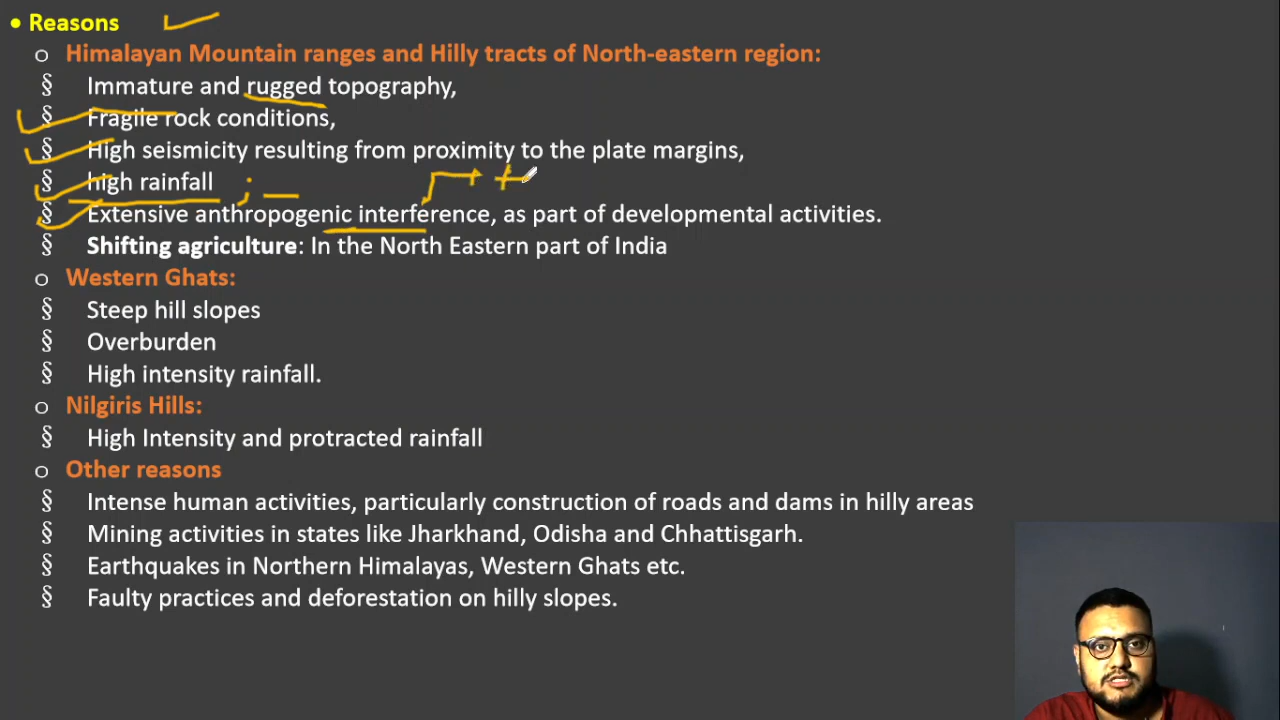 • Reasons
o Himalayan Mountain ranges and Hilly tracts of North-eastern region:
§ Immature and rugged topography,
§ Fragile rock conditions,
§ High seismicity resulting from proximity to the plate margins,
§ high rainfall
§ Extensive anthropogenic interference, as part of developmental activities.
§ Shifting agriculture: In the North Eastern part of India
o Western Ghats:
§ Steep hill slopes
§ Overburden
§ High intensity rainfall.
o Nilgiris Hills:
§ High Intensity and protracted rainfall
o Other reasons
§ Intense human activities, particularly construction of roads and dams in hilly areas
§ Mining activities in states like Jharkhand, Odisha and Chhattisgarh.
§ Earthquakes in Northern Himalayas, Western Ghats etc.
§ Faulty practices and deforestation on hilly slopes.